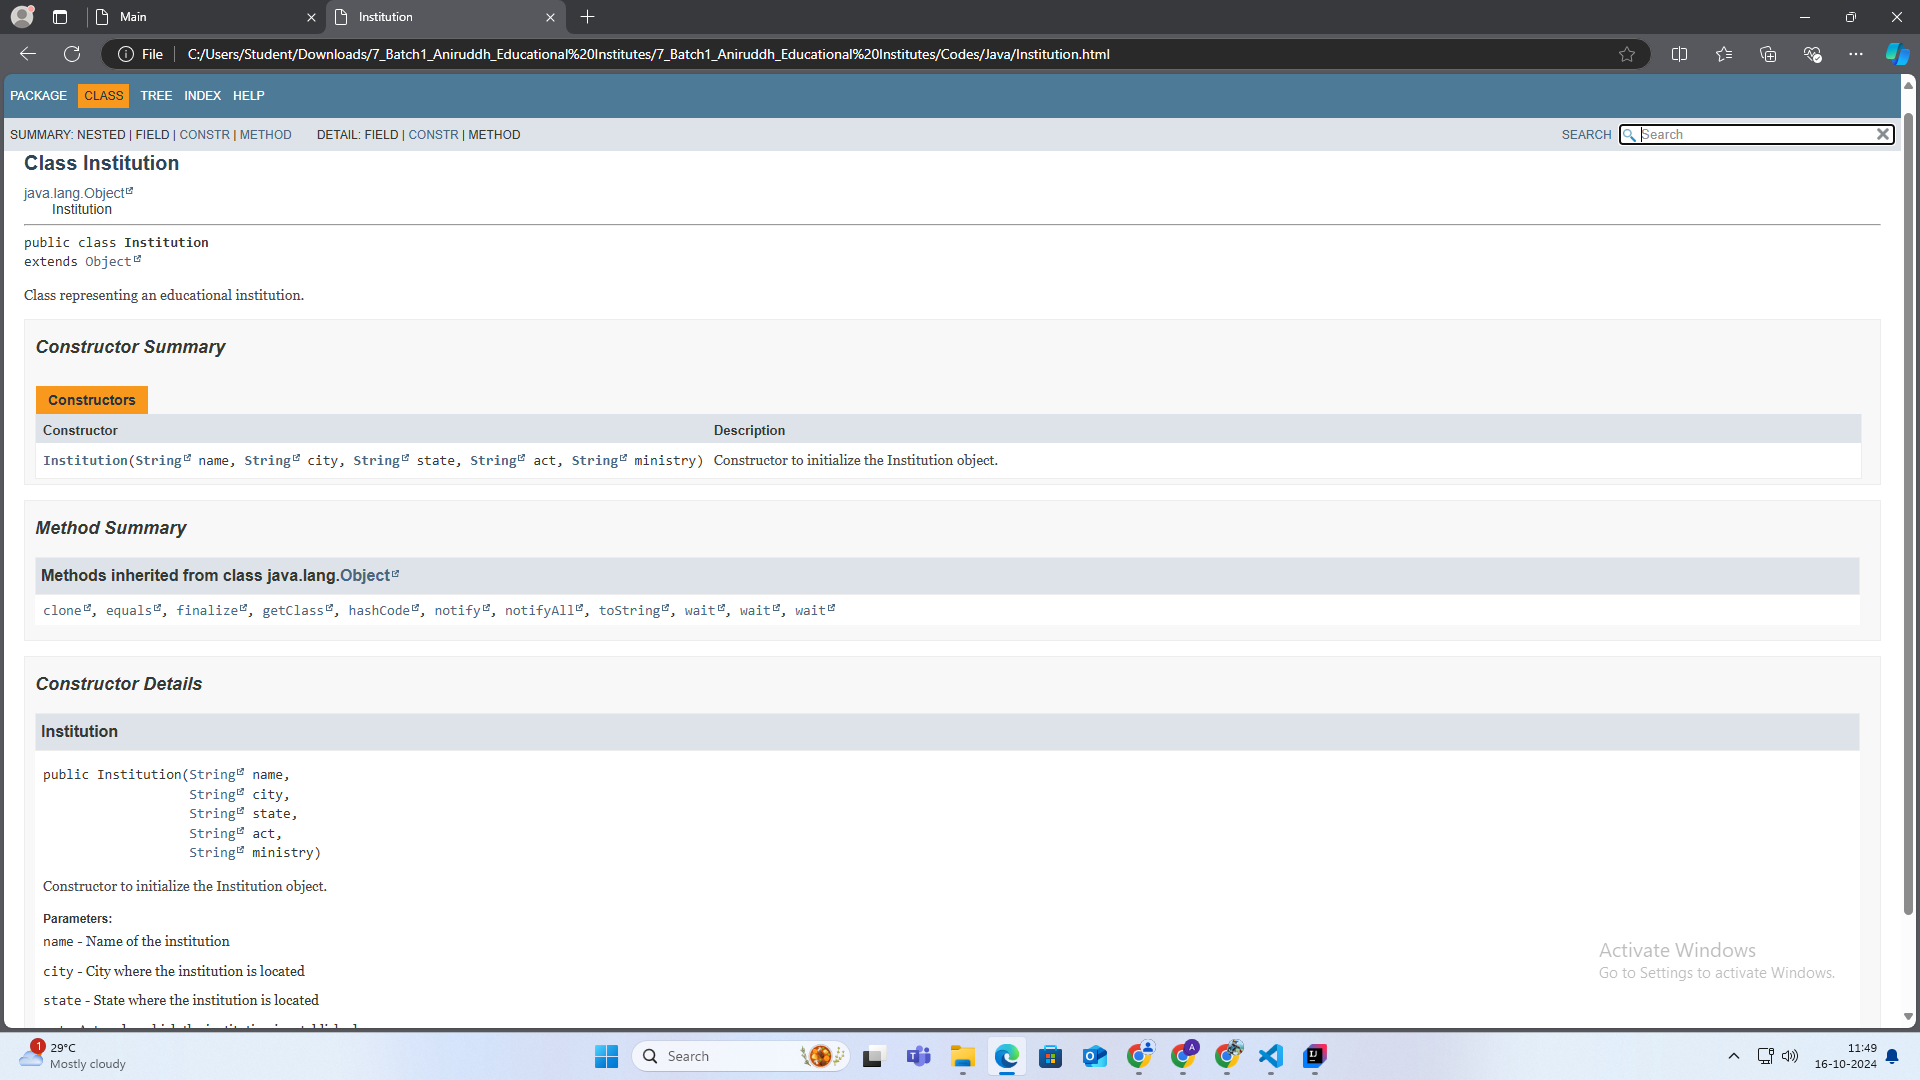 Main
Institution
File
C:/Users/Student/Downloads/7_Batch1_Aniruddh_Educational%20Institutes/7_Batch1_Aniruddh_Educational%20Institutes/Codes/Java/Institution.html
PACKAGE CLASS TREE INDEX HELP
SUMMARY: NESTED | FIELD | CONSTR | METHOD DETAIL: FIELD | CONSTR | METHOD SEARCH Search
Class Institution
java.lang.Object
Institution
public class Institution
extends Object
Class representing an educational institution.
Constructor Summary
Constructors
Constructor Description
Institution(String name, String city, String state, String act, String ministry) Constructor to initialize the Institution object.
Method Summary
Methods inherited from class java.lang.Object
clone, equals, finalize, getClass, hashCode, notify, notifyAll, toString, wait, wait, wait
Constructor Details
Institution
public Institution(String name,
String city,
String state,
String act,
String ministry)
Constructor to initialize the Institution object.
Parameters:
name - Name of the institution
city - City where the institution is located
state - State where the institution is located
Activate Windows
Go to Settings to activate Windows.
1
29°C
Mostly cloudy
Search
A
11:49
16-10-2024